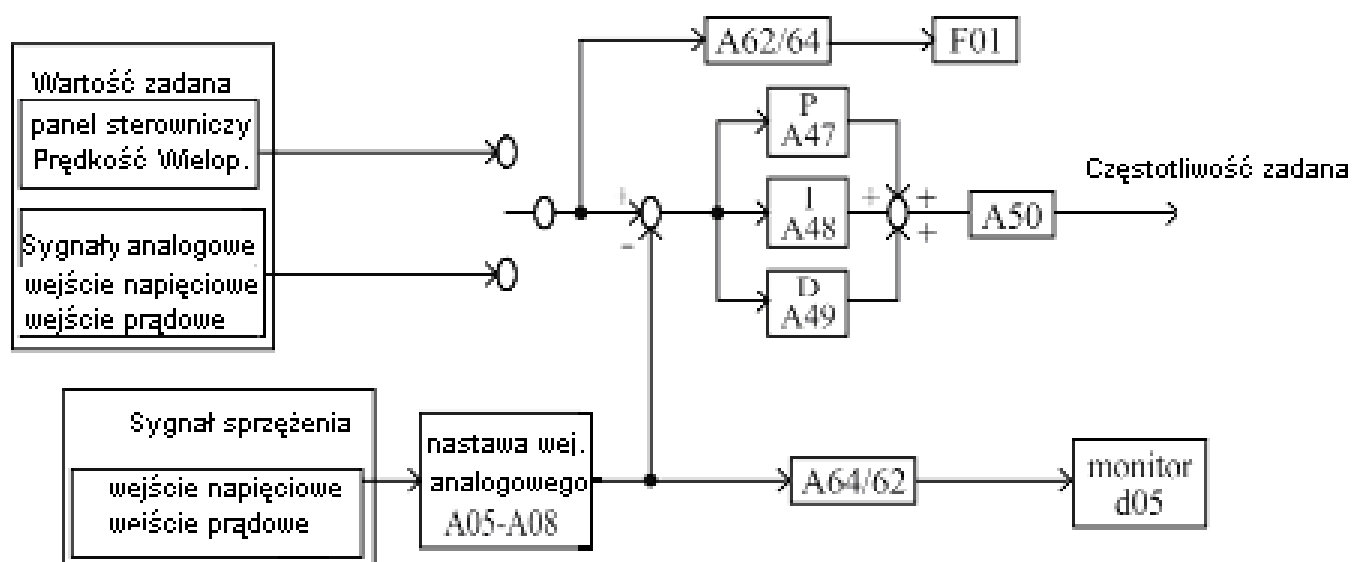 A62/64
F01
Wartość zadana
panel sterowniczy
Prędkość Wielop.
P
A47
Częstotliwość zadana
+
-
I
A48
+
+
+
A50
Sygnały analogowe
wejście napięciowe
wejście prądowe
D
A49
Sygnał sprzężenia
wejście napięciowe
wejście prądowe
nastawa wej.
analogowego
A05-A08
A64/62
monitor
d05